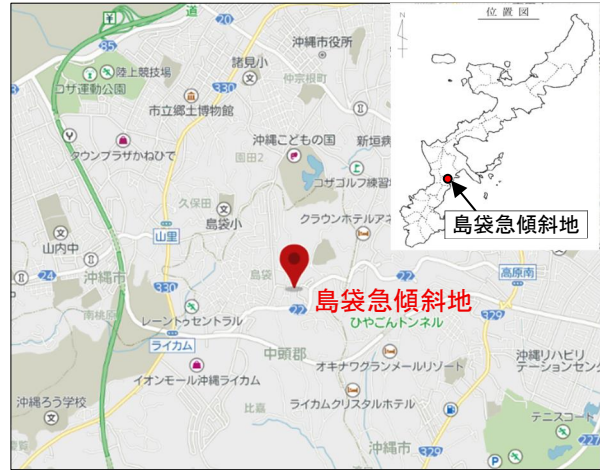 道
20
85
沖縄市役所
陸上競技場
諸見小
コザ運動公園
330
仲宗根町
市立郷土博物館
沖縄こどもの国
新垣病
タウンプラザかねひで
園田2
コザゴルフ練習場
久保田
島袋小
クラウンホテルアネ
山内中
山里
24
沖縄市
330
島袋
22
高原南
島袋急傾斜地
27
南桃原
レーントゥセントラル
ひやごんトンネル
329
ライカム
中頭郡
イオンモール沖縄ライカム
オキナワグランメールリゾート
沖縄リハビリ
テーションセンタ
沖縄ろう学校
比嘉
ライカムクリスタルホテル
テニスコート
沖縄市
329
227
位置図
N
島袋急傾斜地